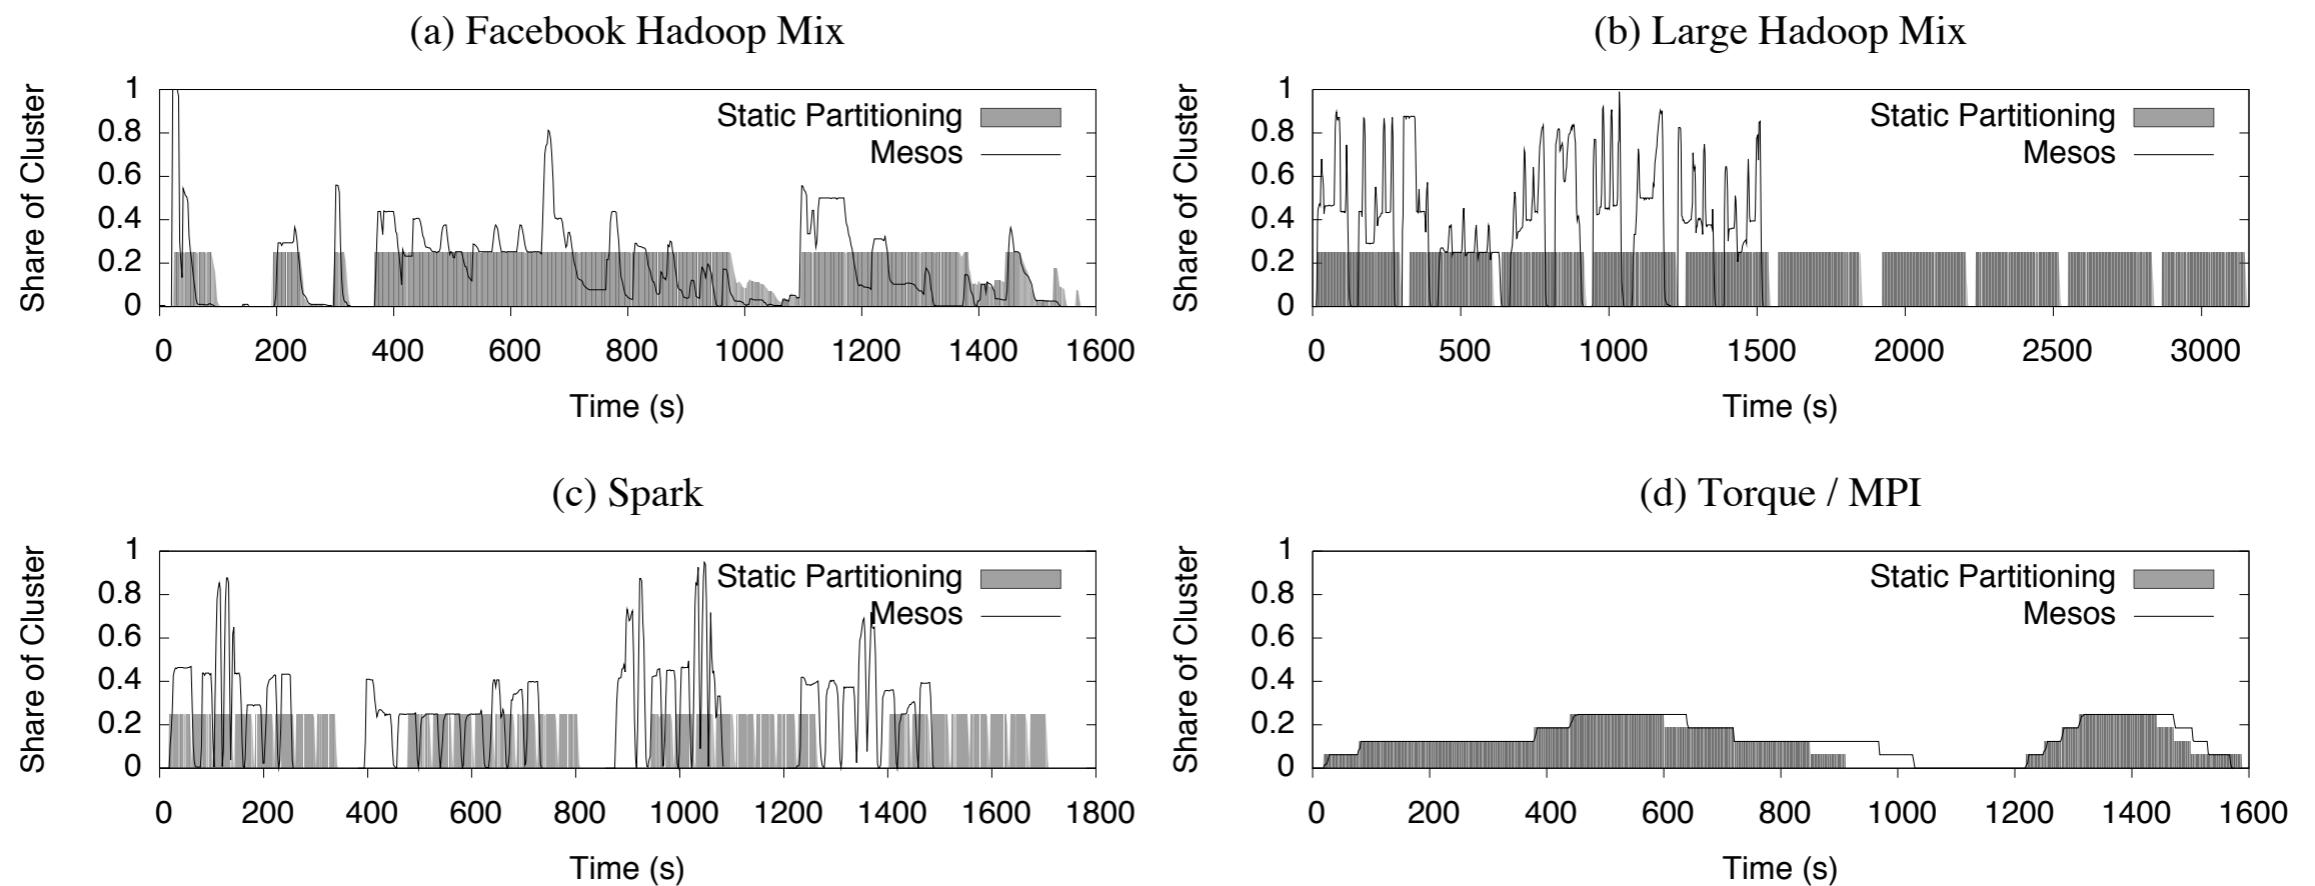 (a) Facebook Hadoop Mix
Share of Cluster
1
0.8
0.6
0.4
0.2
0
Static Partitioning
Mesos
0 200 400 600 800 1000 1200 1400 1600
Time (s)
(b) Large Hadoop Mix
Share of Cluster
1
0.8
0.6
0.4
0.2
0
Static Partitioning
Mesos
0 500 1000 1500 2000 2500 3000
Time (s)
(c) Spark
Share of Cluster
1
0.8
0.6
0.4
0.2
0
Static Partitioning
Mesos
0 200 400 600 800 1000 1200 1400 1600 1800
Time (s)
(d) Torque / MPI
Share of Cluster
1
0.8
0.6
0.4
0.2
0
Static Partitioning
Mesos
0 200 400 600 800 1000 1200 1400 1600
Time (s)